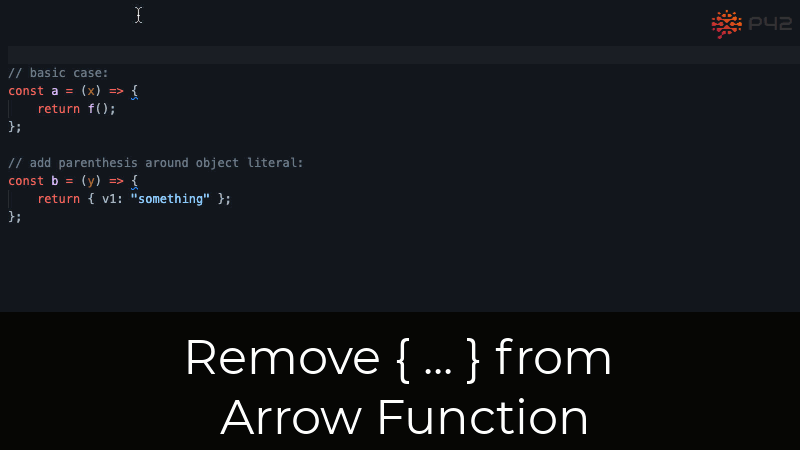 P42
// basic case:
const a = (x) => {
    return f();
};
// add parenthesis around object literal:
const b = (y) => {
    return { v1: "something" };
};
Remove { ... } from
Arrow Function